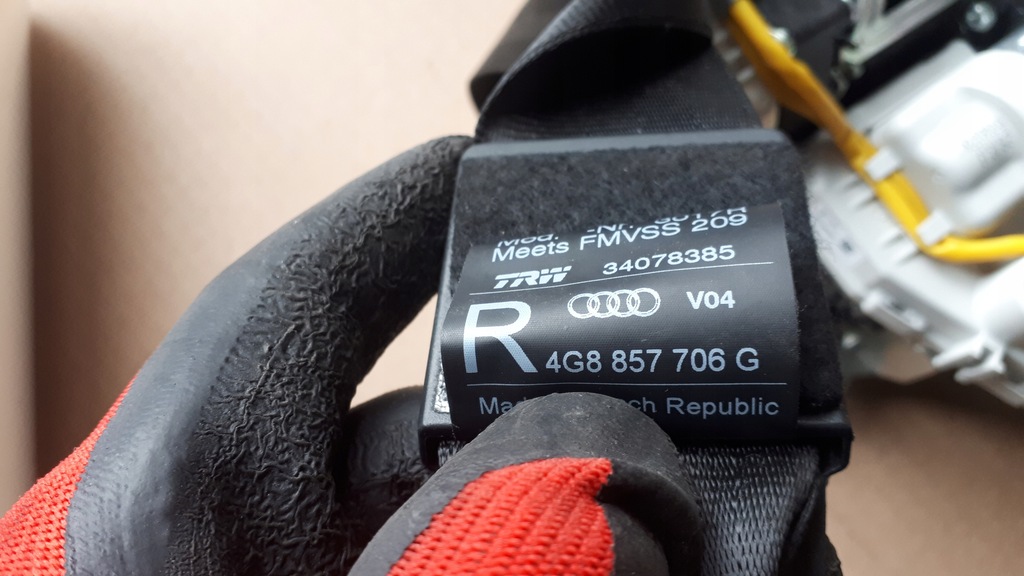 Meets FMVSS 209
TRW 34078385
R V04
4G8 857 706 G
Republic